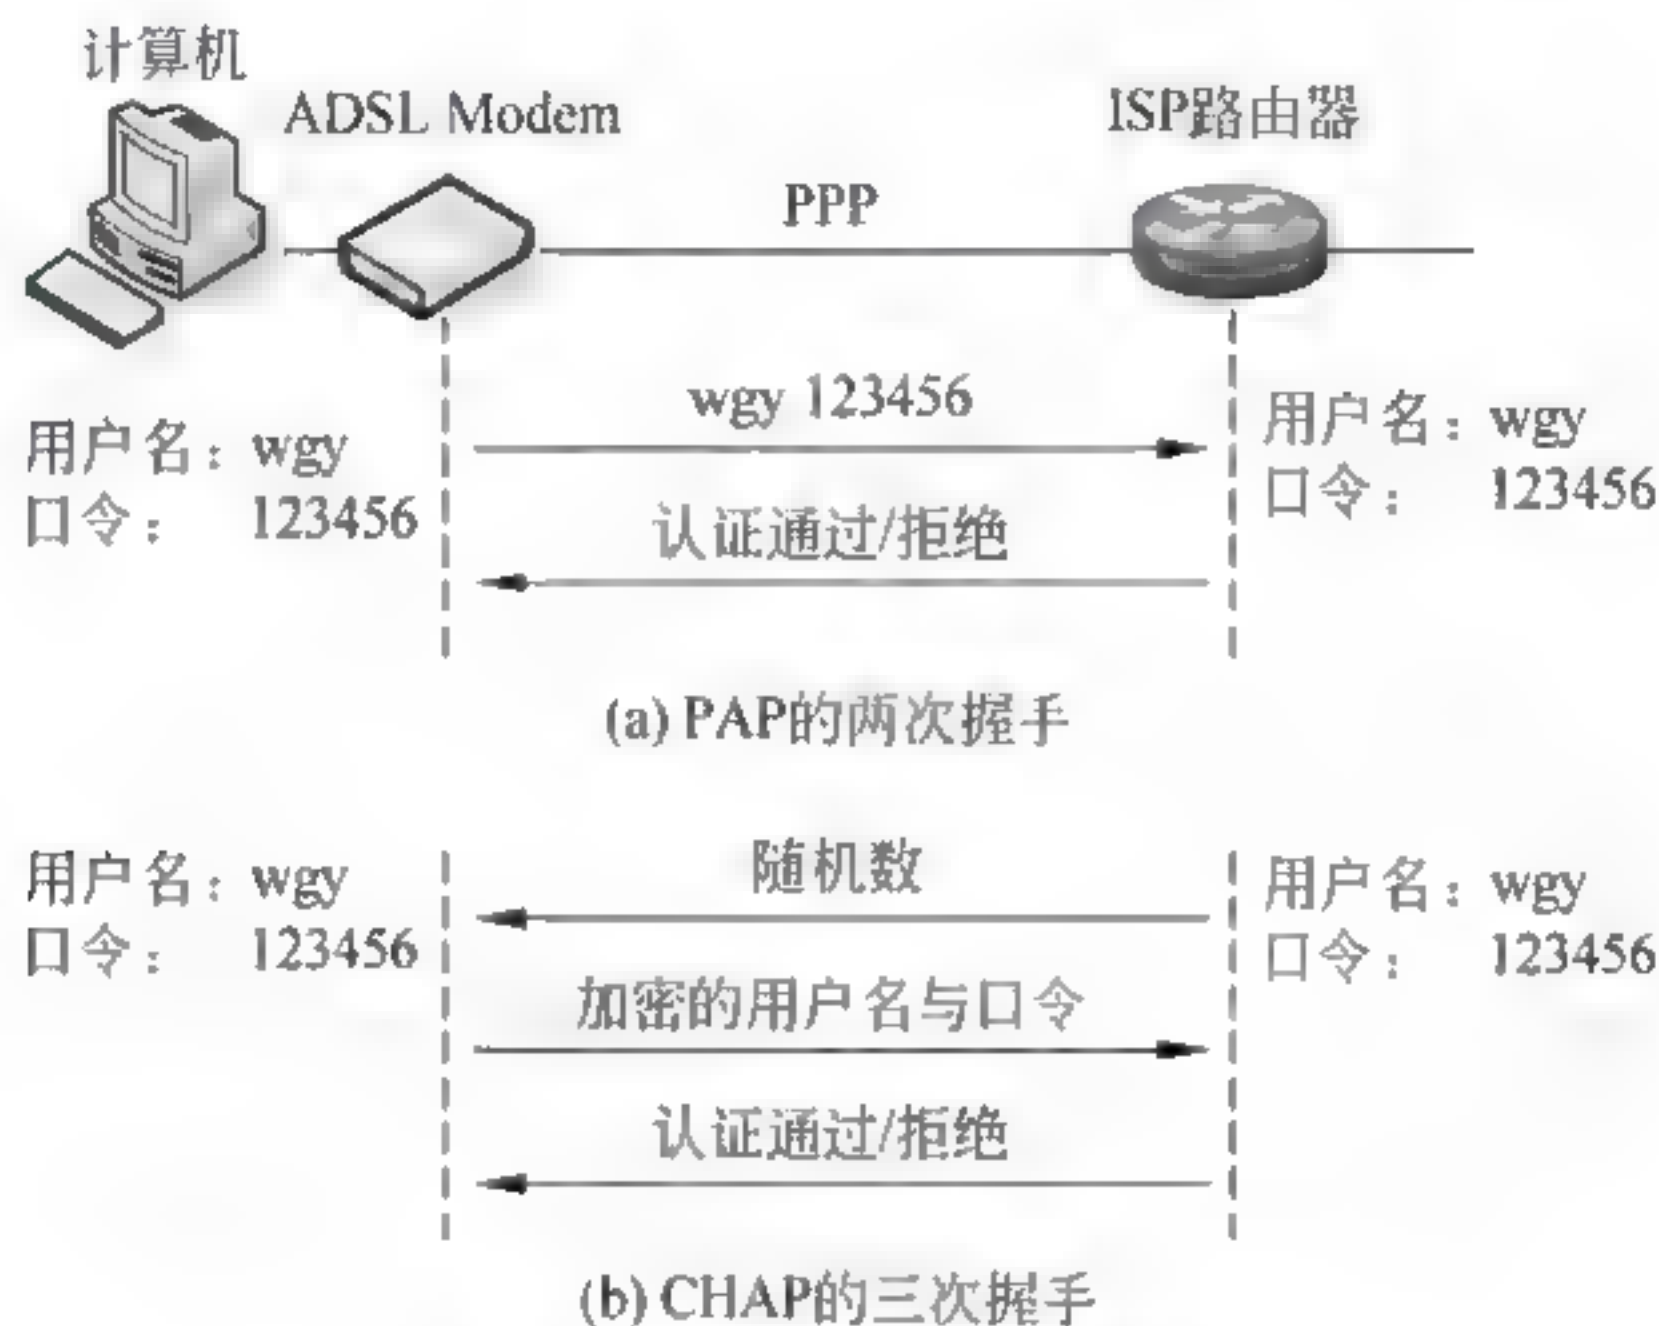 计算机
ADSL Modem
ISP路由器
PPP
wgy 123456
用户名：wgy
口令： 123456
用户名：wgy
口令： 123456
认证通过/拒绝
(a) PAP的两次握手
随机数
用户名：wgy
口令： 123456
用户名：wgy
口令： 123456
加密的用户名与口令
认证通过/拒绝
(b) CHAP的三次握手